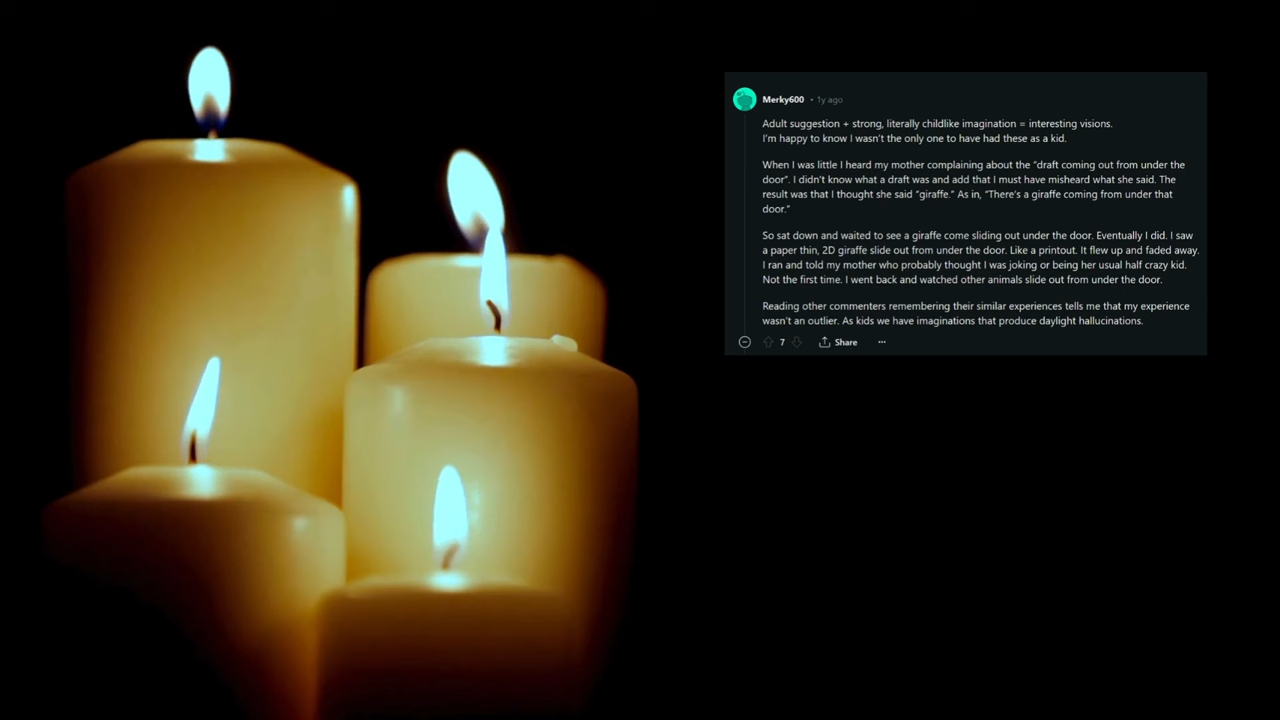 Merky600 • 1y ago
Adult suggestion + strong, literally childlike imagination = interesting visions.
I'm happy to know I wasn't the only one to have had these as a kid.
When I was little I heard my mother complaining about the “draft coming out from under the
door”. I didn't know what a draft was and add that I must have misheard what she said. The
result was that I thought she said “giraffe.” As in, “There's a giraffe coming from under that
door.”
So sat down and waited to see a giraffe come sliding out under the door. Eventually I did. I saw
a paper thin, 2D giraffe slide out from under the door. Like a printout. It flew up and faded away.
I ran and told my mother who probably thought I was joking or being her usual half crazy kid.
Not the first time. I went back and watched other animals slide out from under the door.
Reading other commenters remembering their similar experiences tells me that my experience
wasn't an outlier. As kids we have imaginations that produce daylight hallucinations.
7 Share